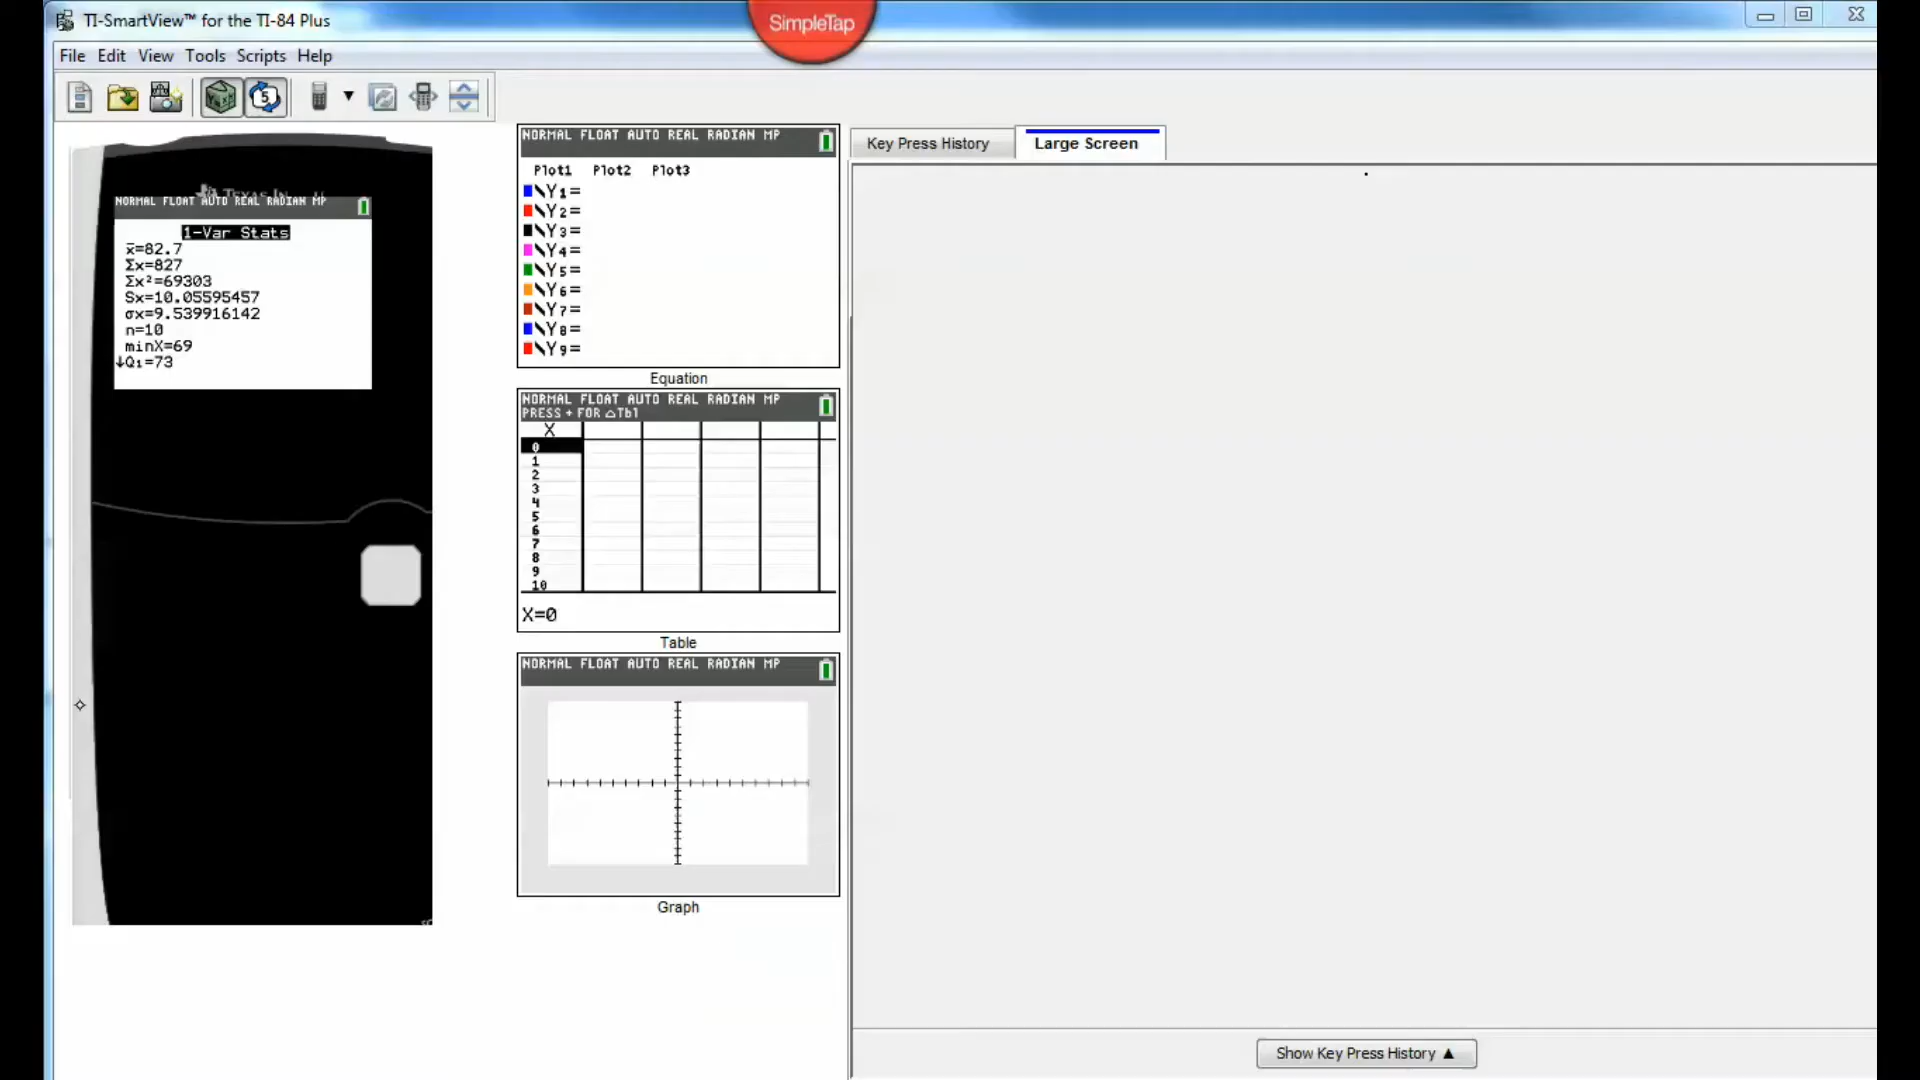 TI-SmartView™ for the TI-84 Plus
SimpleTap
File Edit View Tools Scripts Help
NORMAL FLOAT AUTO REAL RADIAN MP
1-Var Stats
x̄=82.7
Σx=827
Σx²=69303
Sx=10.05595457
σx=9.539916142
n=10
minX=69
↓Q₁=73
NORMAL FLOAT AUTO REAL RADIAN MP
Plot1 Plot2 Plot3
\Y₁=
\Y₂=
\Y₃=
\Y₄=
\Y₅=
\Y₆=
\Y₇=
\Y₈=
\Y₉=
Equation
NORMAL FLOAT AUTO REAL RADIAN MP
PRESS + FOR △Tbl
X
0
1
2
3
4
5
6
7
8
9
10
X=0
Table
NORMAL FLOAT AUTO REAL RADIAN MP
Graph
Key Press History Large Screen
Show Key Press History ▲